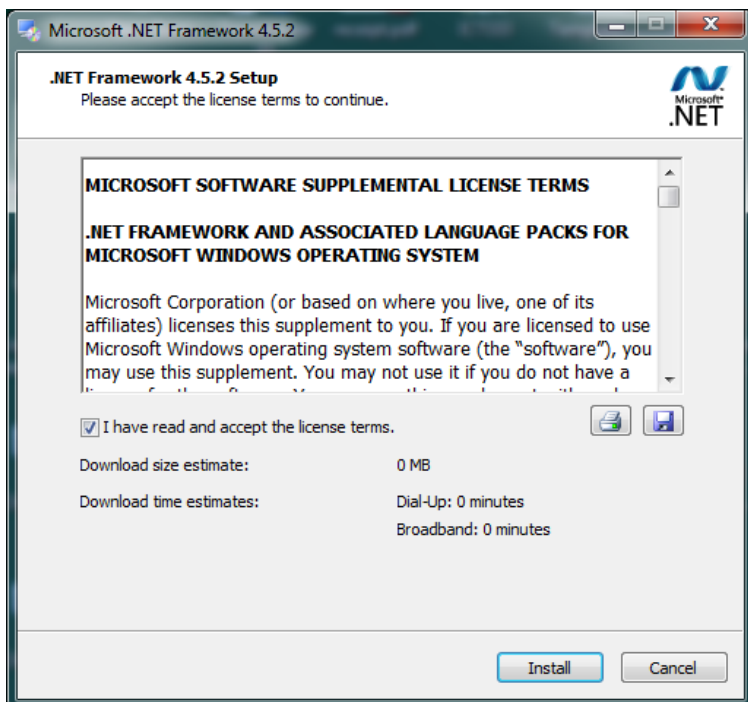 Microsoft .NET Framework 4.5.2
.NET Framework 4.5.2 Setup
Please accept the license terms to continue.
Microsoft®
.NET
MICROSOFT SOFTWARE SUPPLEMENTAL LICENSE TERMS
.NET FRAMEWORK AND ASSOCIATED LANGUAGE PACKS FOR
MICROSOFT WINDOWS OPERATING SYSTEM
Microsoft Corporation (or based on where you live, one of its
affiliates) licenses this supplement to you. If you are licensed to use
Microsoft Windows operating system software (the “software”), you
may use this supplement. You may not use it if you do not have a
I have read and accept the license terms.
Download size estimate: 0 MB
Download time estimates: Dial-Up: 0 minutes
Broadband: 0 minutes
Install Cancel